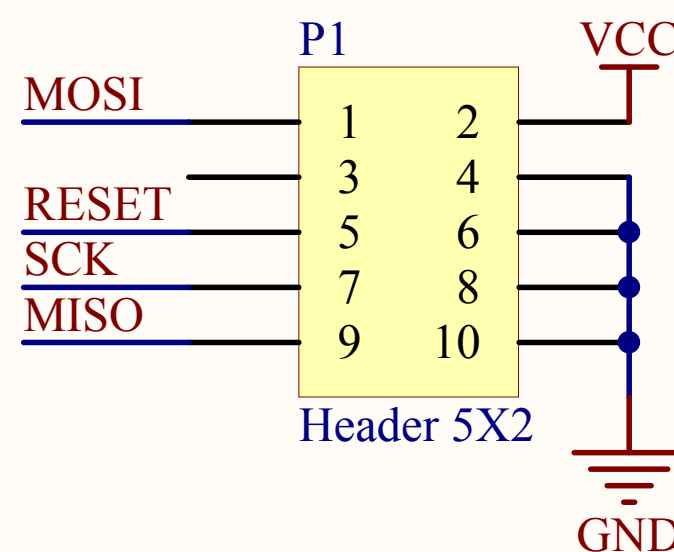 P1
VCC
MOSI
1 2
3 4
RESET
5 6
SCK
7 8
MISO
9 10
Header 5X2
GND